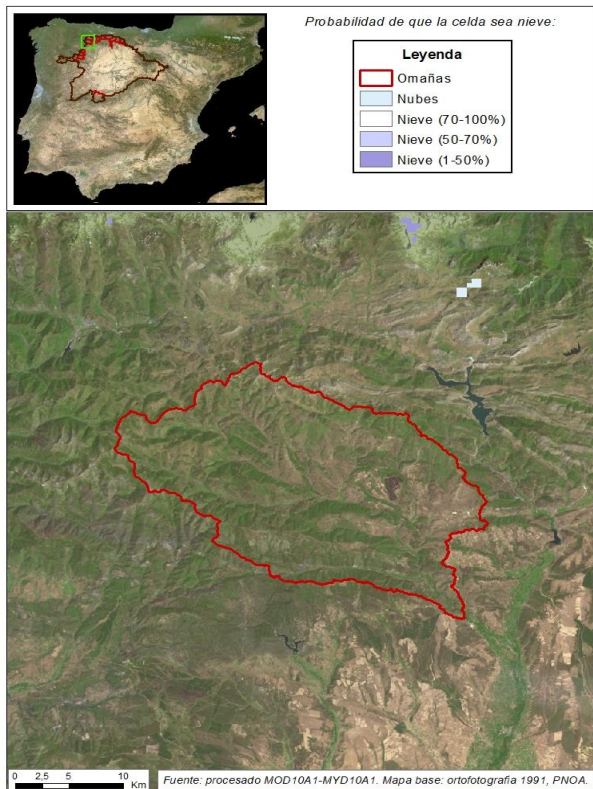 Probabilidad de que la celda sea nieve:
Leyenda
Omañas
Nubes
Nieve (70-100%)
Nieve (50-70%)
Nieve (1-50%)
0 2,5 5 10
Km
Fuente: procesado MOD10A1-MYD10A1. Mapa base: ortofotografia 1991, PNOA.